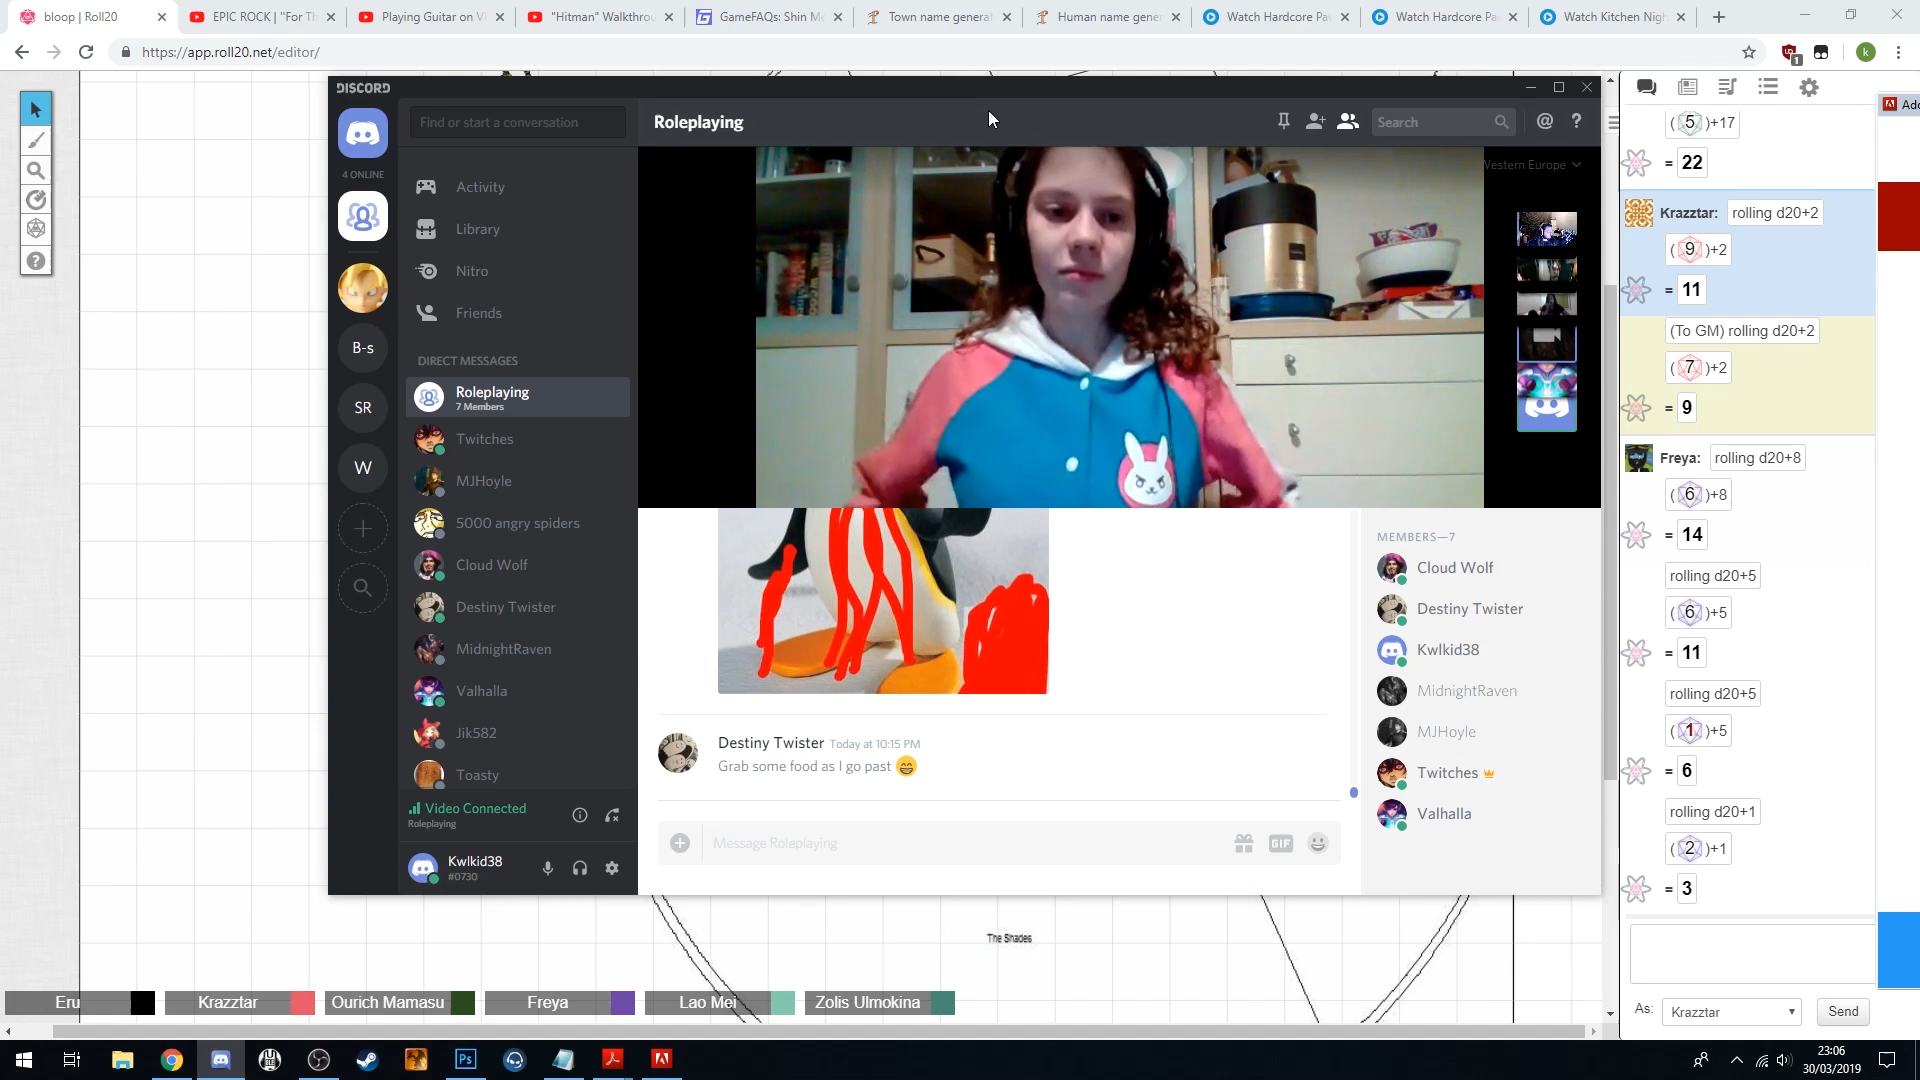 bloop | Roll20
EPIC ROCK | "For Th
Playing Guitar on V
"Hitman" Walkthrou
GameFAQs: Shin M
Town name generat
Human name gene
Watch Hardcore Pa
Watch Hardcore Pa
Watch Kitchen Nigh
https://app.roll20.net/editor/
1
k
DISCORD
Find or start a conversation
Roleplaying
Search
4 ONLINE
Activity
Library
Nitro
Friends
DIRECT MESSAGES
Roleplaying
7 Members
Twitches
MJHoyle
5000 angry spiders
Cloud Wolf
Destiny Twister
MidnightRaven
Valhalla
Jik582
Toasty
B-s
SR
W
Video Connected
Roleplaying
Kwlkid38
#0730
Western Europe
Destiny Twister Today at 10:15 PM
Grab some food as I go past
Message Roleplaying
GIF
MEMBERS—7
Cloud Wolf
Destiny Twister
Kwlkid38
MidnightRaven
MJHoyle
Twitches
Valhalla
Ado
(5)+17
= 22
Krazztar: rolling d20+2
(9)+2
= 11
(To GM) rolling d20+2
(7)+2
= 9
Freya: rolling d20+8
(6)+8
= 14
rolling d20+5
(6)+5
= 11
rolling d20+5
(1)+5
= 6
rolling d20+1
(2)+1
= 3
As: Krazztar
Send
The Shades
Eru
Krazztar
Ourich Mamasu
Freya
Lao Mei
Zolis Ulmokina
Ps
23:06
30/03/2019